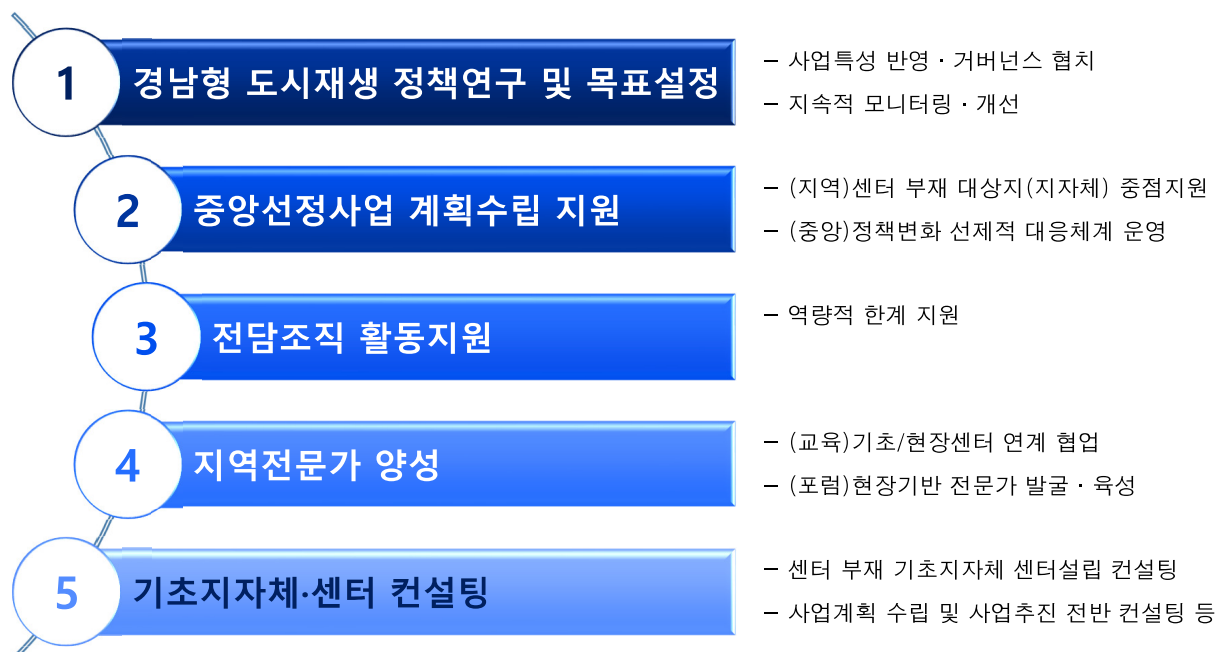 1
경남형 도시재생 정책연구 및 목표설정
– 사업특성 반영 · 거버넌스 협치
– 지속적 모니터링 · 개선
2
중앙선정사업 계획수립 지원
– (지역)센터 부재 대상지(지자체) 중점지원
– (중앙)정책변화 선제적 대응체계 운영
3
전담조직 활동지원
– 역량적 한계 지원
4
지역전문가 양성
– (교육)기초/현장센터 연계 협업
– (포럼)현장기반 전문가 발굴 · 육성
5
기초지자체·센터 컨설팅
– 센터 부재 기초지자체 센터설립 컨설팅
– 사업계획 수립 및 사업추진 전반 컨설팅 등